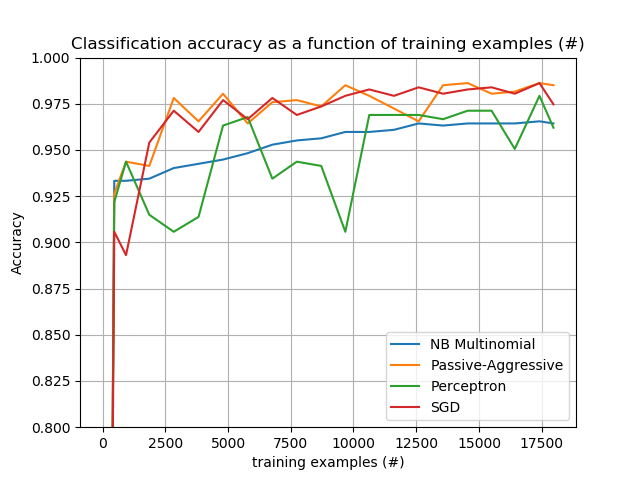 Classification accuracy as a function of training examples (#)
1.000
0.975
0.950
0.925
0.900
0.875
0.850
0.825
0.800
Accuracy
NB Multinomial
Passive-Aggressive
Perceptron
SGD
0 2500 5000 7500 10000 12500 15000 17500
training examples (#)